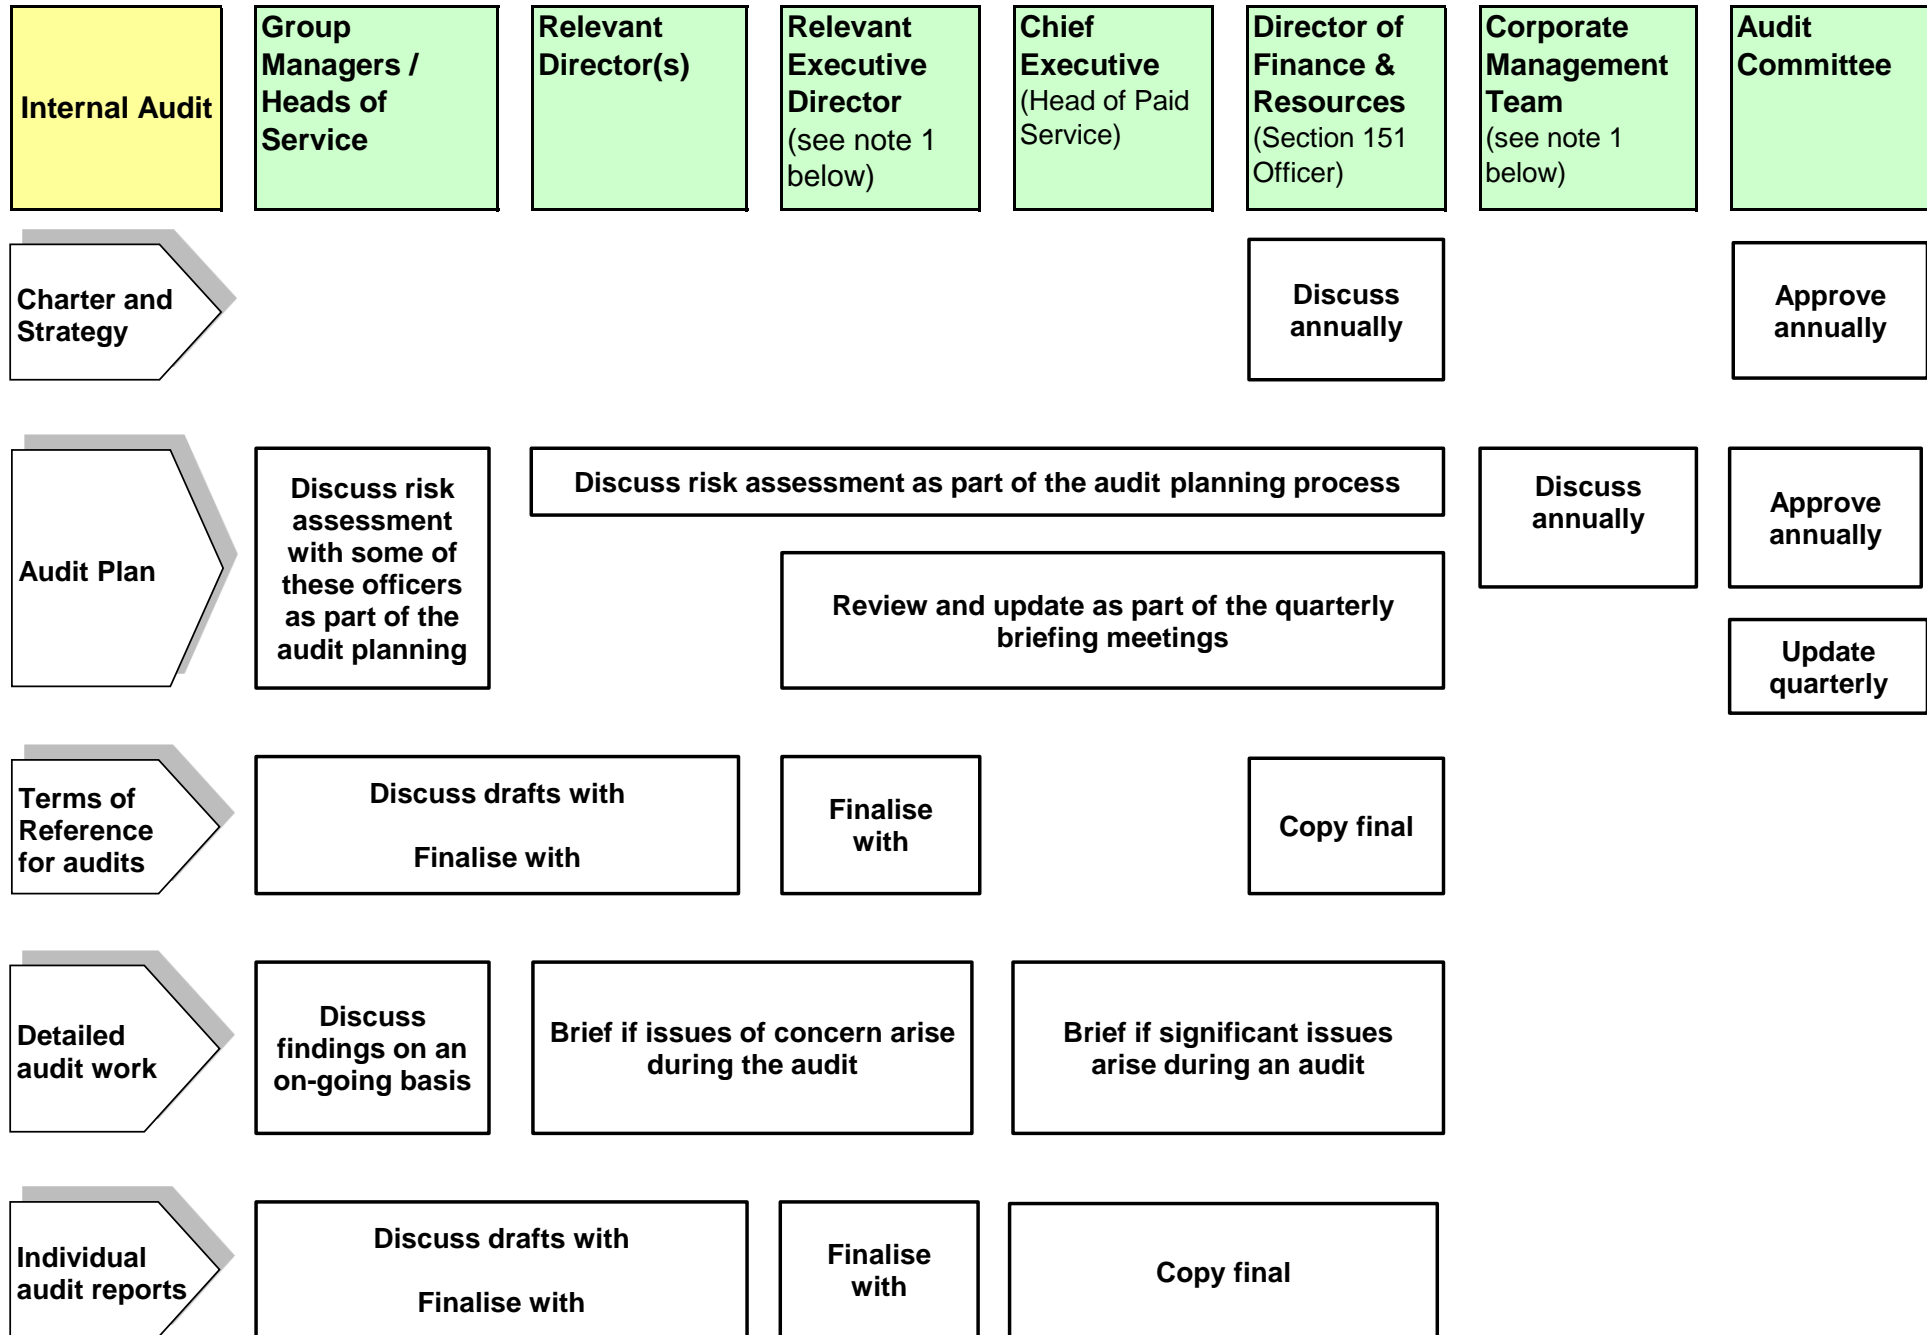 Internal Audit
Group
Managers /
Heads of
Service
Relevant
Director(s)
Relevant
Executive
Director
(see note 1
below)
Chief
Executive
(Head of Paid
Service)
Director of
Finance &
Resources
(Section 151
Officer)
Corporate
Management
Team
(see note 1
below)
Audit
Committee
Charter and
Strategy
Discuss
annually
Approve
annually
Audit Plan
Discuss risk
assessment
with some of
these officers
as part of the
audit planning
Discuss risk assessment as part of the audit planning process
Review and update as part of the quarterly
briefing meetings
Discuss
annually
Approve
annually
Update
quarterly
Terms of
Reference
for audits
Discuss drafts with
Finalise with
Finalise
with
Copy final
Detailed
audit work
Discuss
findings on an
on-going basis
Brief if issues of concern arise
during the audit
Brief if significant issues
arise during an audit
Individual
audit reports
Discuss drafts with
Finalise with
Finalise
with
Copy final